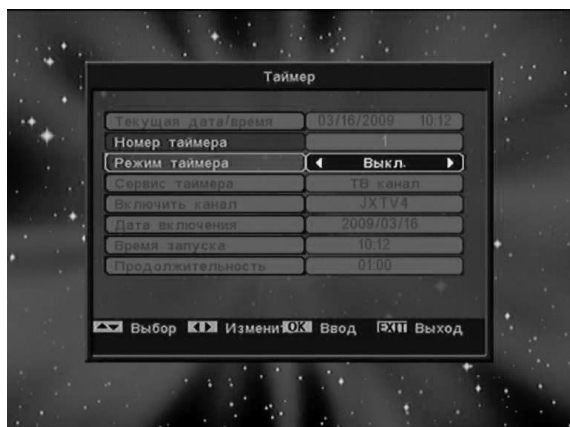 Таймер
Текущая дата/время 03/16/2009 10:12
Номер таймера 1
Режим таймера Выкл.
Сервис таймера ТВ канал
Включить канал JXTV4
Дата включения 2009/03/16
Время запуска 10:12
Продолжительность 01:00
Выбор Измени OK Ввод EXIT Выход